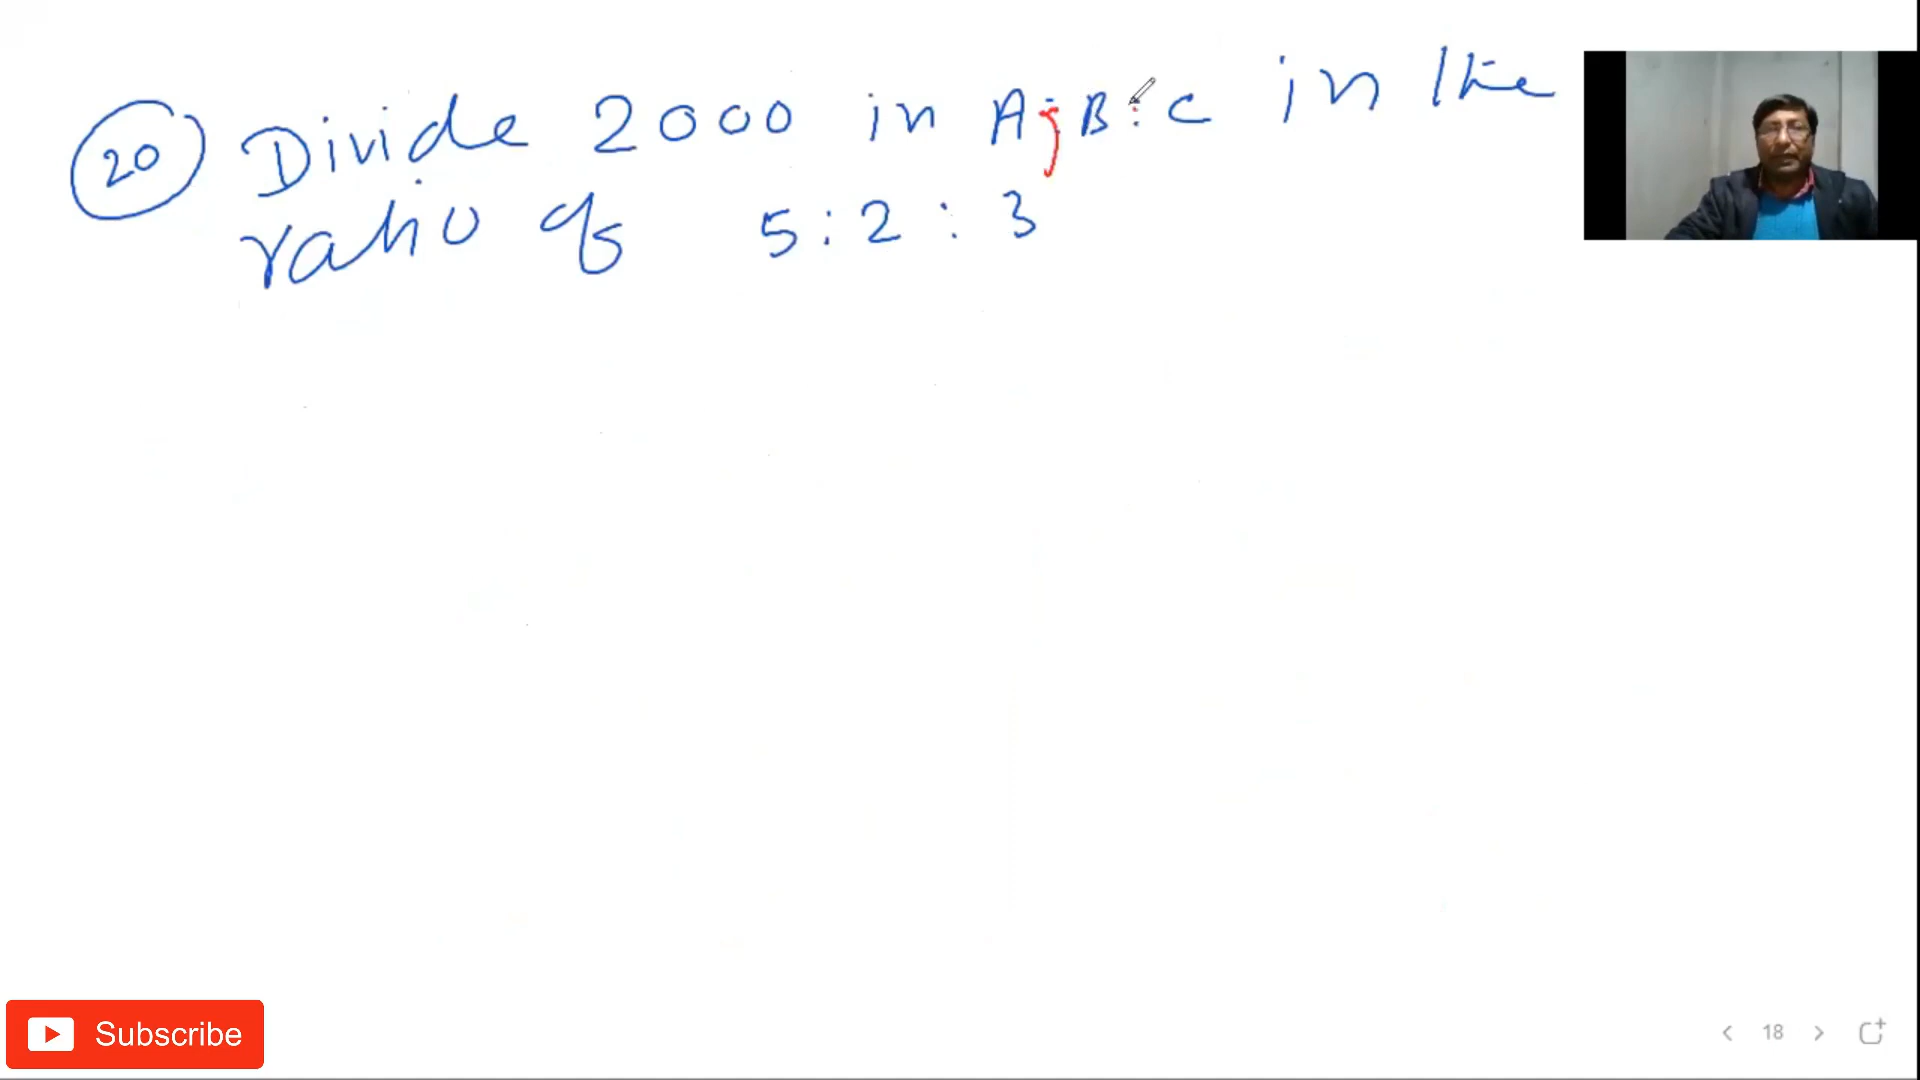 20 Divide 2000 in A : B : C in the
ratio of 5 : 2 : 3
Subscribe
18